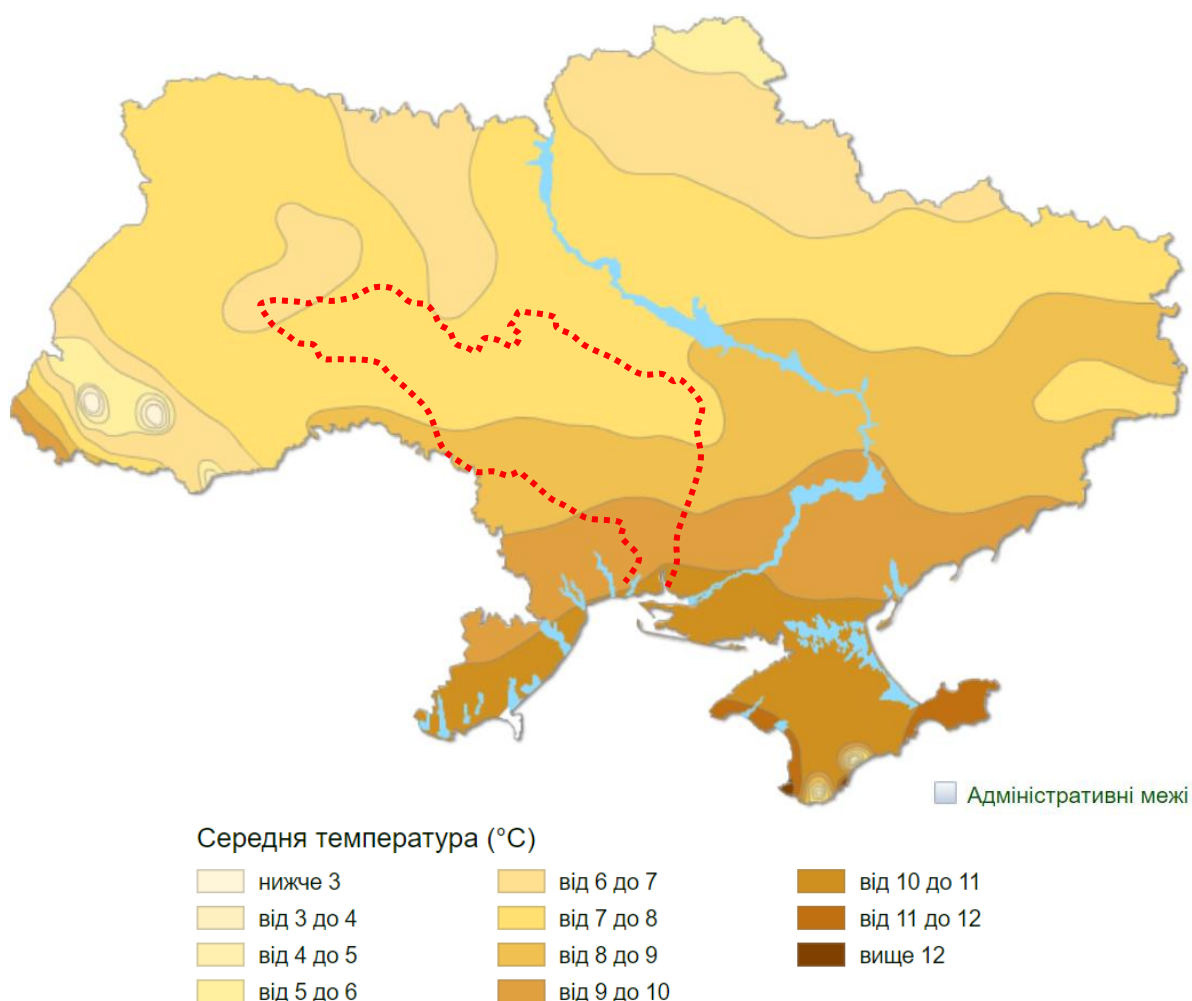 Адміністративні межі
Середня температура (°C)
нижче 3
від 3 до 4
від 4 до 5
від 5 до 6
від 6 до 7
від 7 до 8
від 8 до 9
від 9 до 10
від 10 до 11
від 11 до 12
вище 12